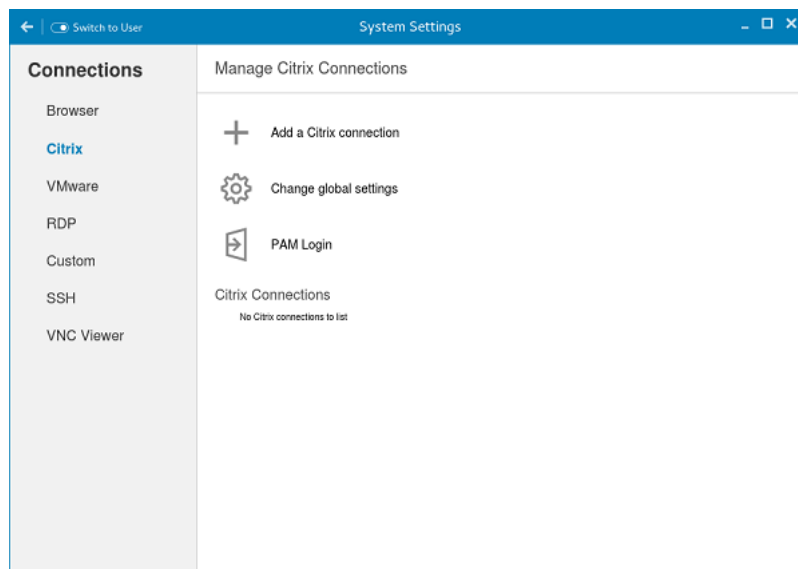 Switch to User
System Settings
Connections
Browser
Citrix
VMware
RDP
Custom
SSH
VNC Viewer
Manage Citrix Connections
Add a Citrix connection
Change global settings
PAM Login
Citrix Connections
No Citrix connections to list